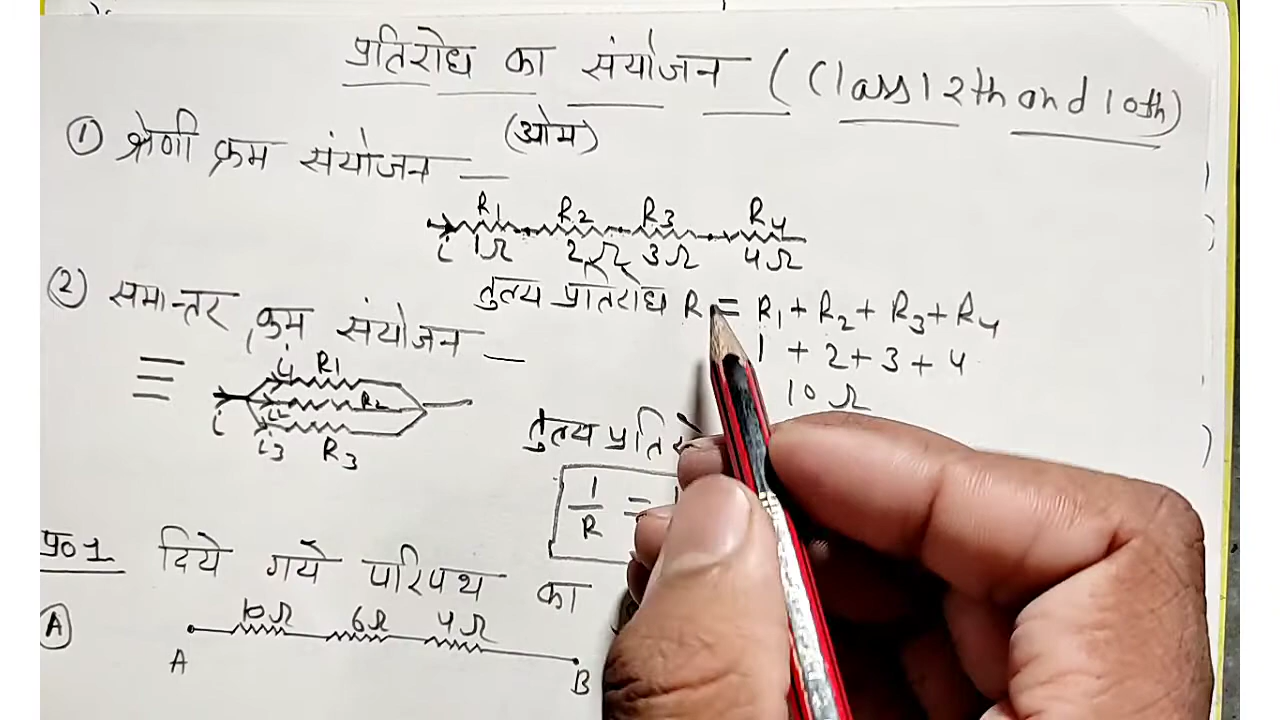 प्रतिरोध का संयोजन ( Class 12th and 10th)
(ओम)
① श्रेणी क्रम संयोजन —
R1 R2 R3 R4
i 1Ω 2Ω 3Ω 4Ω
तुल्य प्रतिरोध R = R1 + R2 + R3 + R4
1 + 2 + 3 + 4
10 Ω
② समान्तर क्रम संयोजन —
i1 R1
i i2 R2
i3 R3
तुल्य
1/R =
प्र० 1 दिये गये परिपथ का
Ⓐ 10Ω 6Ω 4Ω
A B